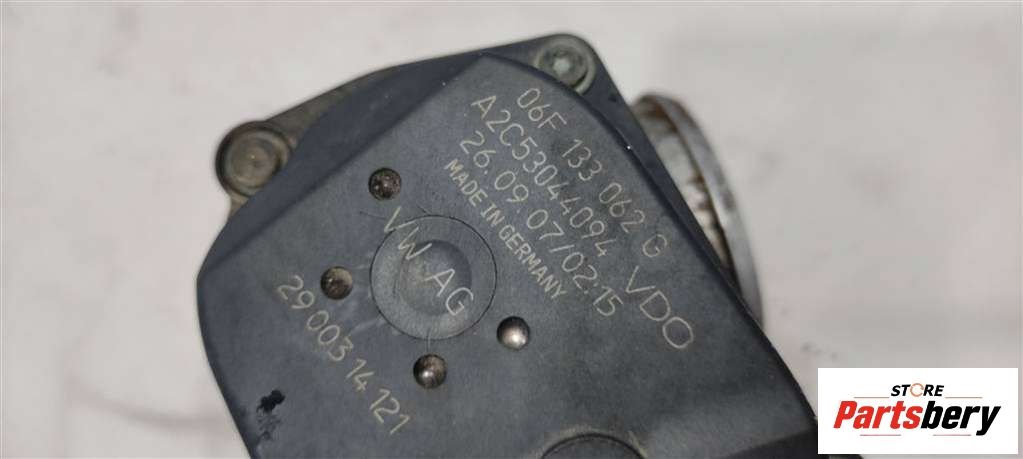 06F 133 062 G
A2C53044094 VDO
26.09.07/02:15
MADE IN GERMANY
VW AG
29003 14 121
STORE
Partsbery